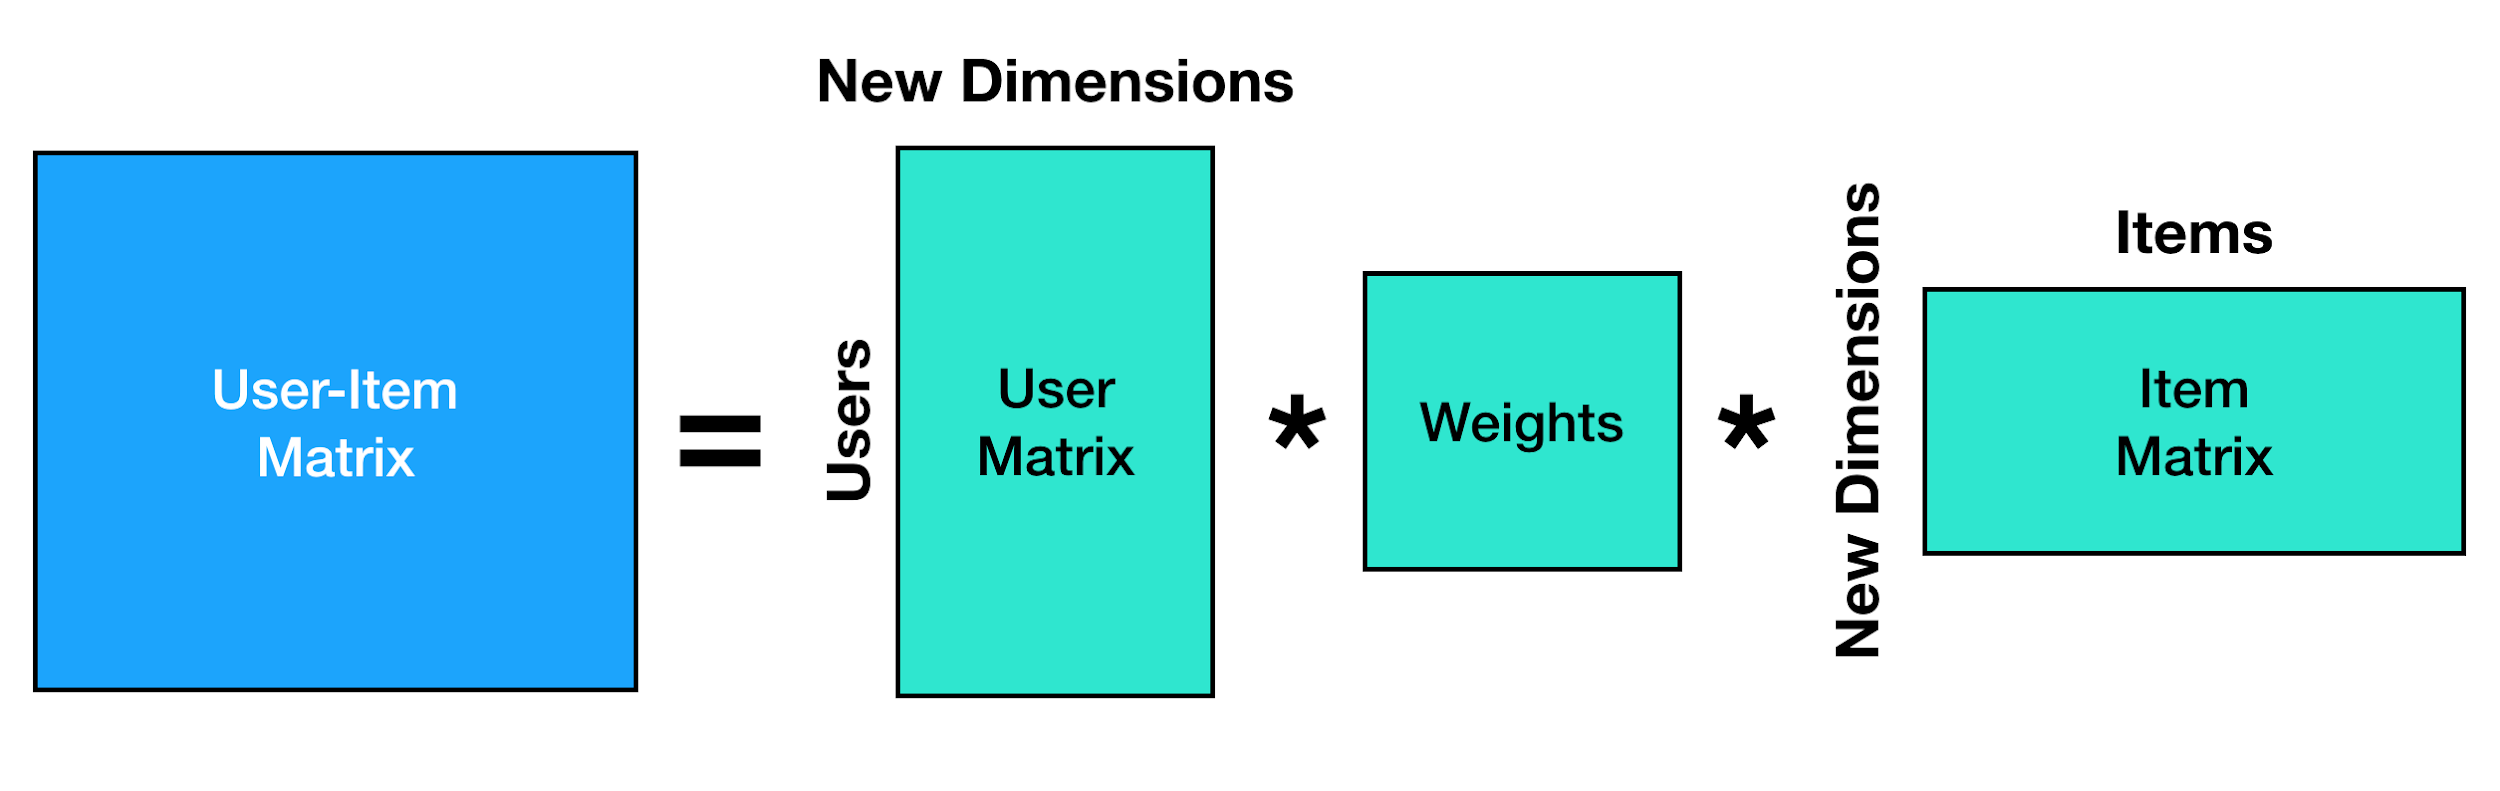 New Dimensions
User-Item
Matrix
=
Users
User
Matrix
*
Weights
*
New Dimensions
Items
Item
Matrix